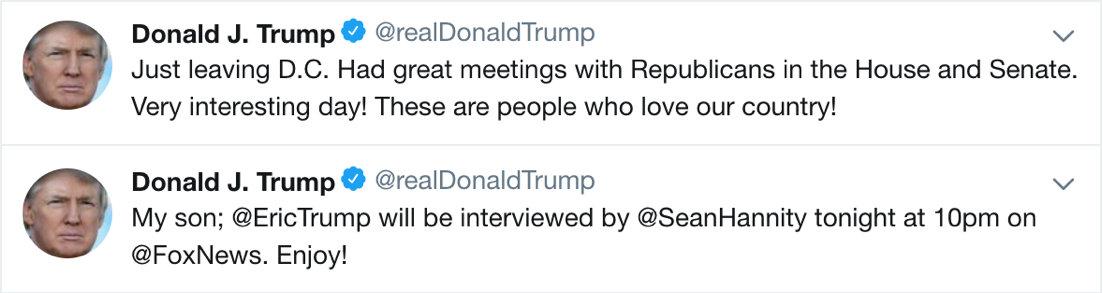 Donald J. Trump @realDonaldTrump
Just leaving D.C. Had great meetings with Republicans in the House and Senate.
Very interesting day! These are people who love our country!
Donald J. Trump @realDonaldTrump
My son; @EricTrump will be interviewed by @SeanHannity tonight at 10pm on
@FoxNews. Enjoy!